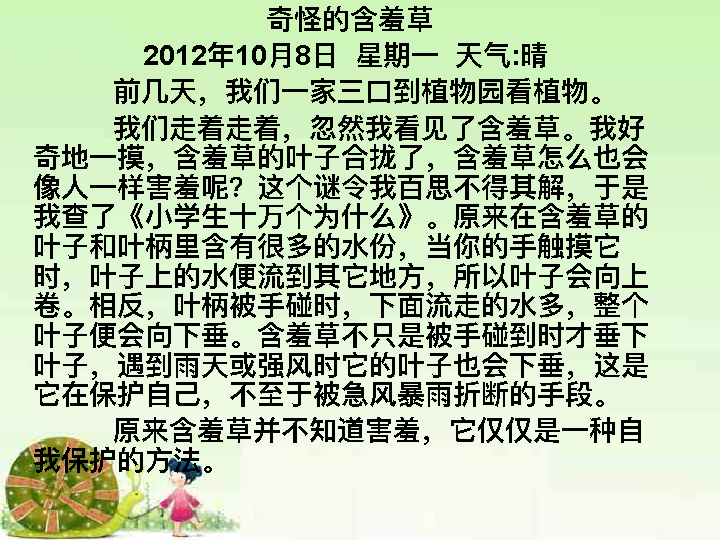 奇怪的含羞草
2012年10月8日 星期一 天气:晴
前几天，我们一家三口到植物园看植物。
我们走着走着，忽然我看见了含羞草。我好
奇地一摸，含羞草的叶子合拢了，含羞草怎么也会
像人一样害羞呢？这个谜令我百思不得其解，于是
我查了《小学生十万个为什么》。原来在含羞草的
叶子和叶柄里含有很多的水份，当你的手触摸它
时，叶子上的水便流到其它地方，所以叶子会向上
卷。相反，叶柄被手碰时，下面流走的水多，整个
叶子便会向下垂。含羞草不只是被手碰到时才垂下
叶子，遇到雨天或强风时它的叶子也会下垂，这是
它在保护自己，不至于被急风暴雨折断的手段。
原来含羞草并不知道害羞，它仅仅是一种自
我保护的方法。